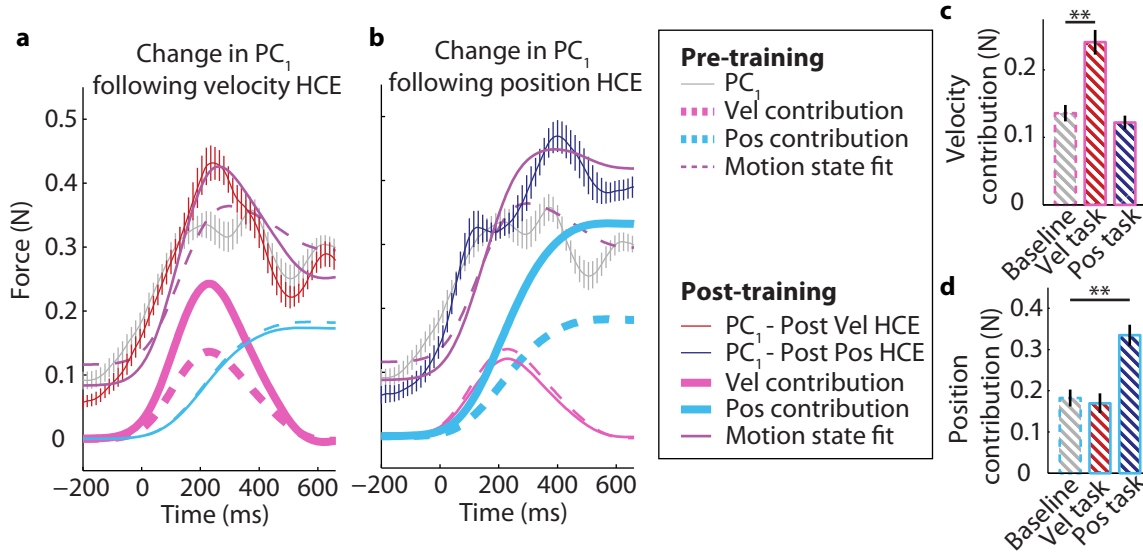 a
Change in PC1
following velocity HCE
Force (N)
0.5
0.4
0.3
0.2
0.1
0
−200
0
200
400
600
Time (ms)
b
Change in PC1
following position HCE
−200
0
200
400
600
Time (ms)
Pre-training
PC1
Vel contribution
Pos contribution
Motion state fit
Post-training
PC1 - Post Vel HCE
PC1 - Post Pos HCE
Vel contribution
Pos contribution
Motion state fit
c
**
Velocity
contribution (N)
0.2
0.1
0
Baseline
Vel task
Pos task
d
**
Position
contribution (N)
0.4
0.3
0.2
0.1
0
Baseline
Vel task
Pos task